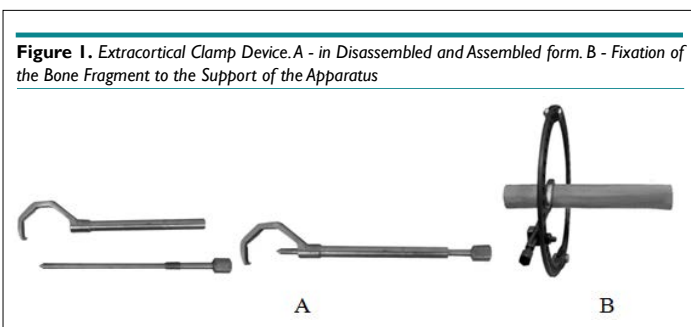 Figure 1. Extracortical Clamp Device. A - in Disassembled and Assembled form. B - Fixation of
the Bone Fragment to the Support of the Apparatus
A B